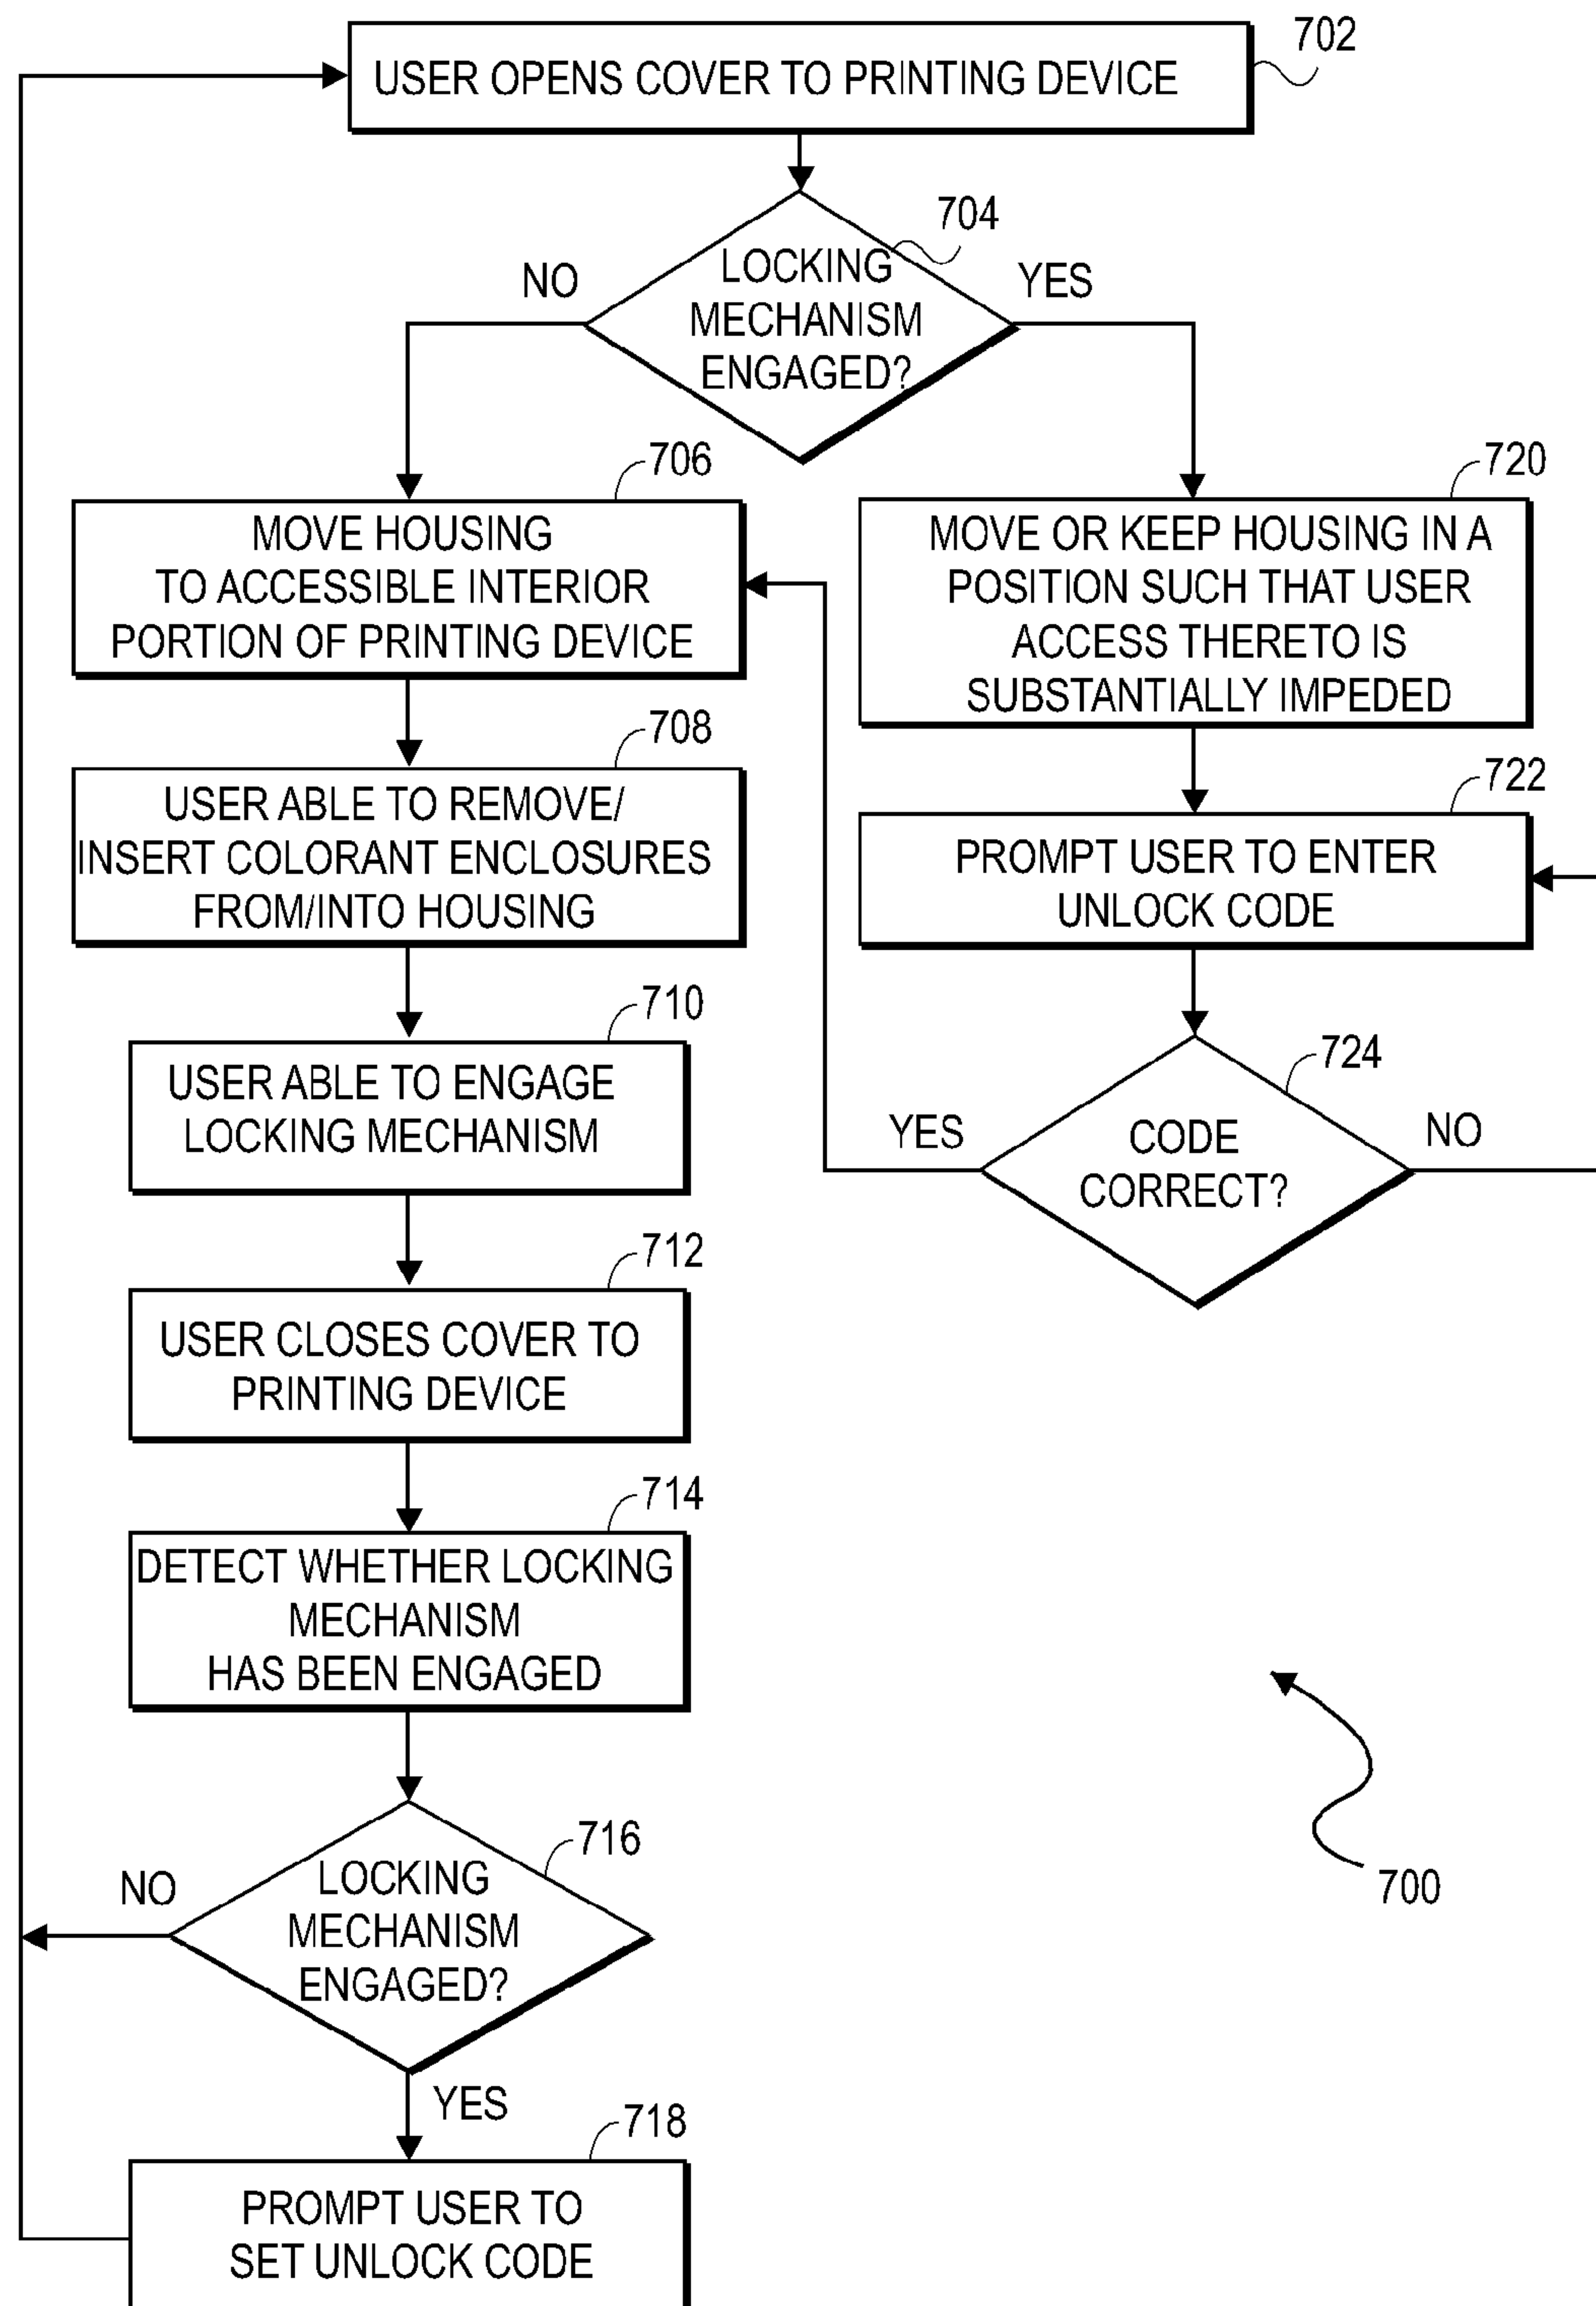 702
USER OPENS COVER TO PRINTING DEVICE
704
LOCKING
MECHANISM
ENGAGED?
NO
YES
706
MOVE HOUSING
TO ACCESSIBLE INTERIOR
PORTION OF PRINTING DEVICE
708
USER ABLE TO REMOVE/
INSERT COLORANT ENCLOSURES
FROM/INTO HOUSING
710
USER ABLE TO ENGAGE
LOCKING MECHANISM
712
USER CLOSES COVER TO
PRINTING DEVICE
714
DETECT WHETHER LOCKING
MECHANISM
HAS BEEN ENGAGED
716
LOCKING
MECHANISM
ENGAGED?
NO
YES
718
PROMPT USER TO
SET UNLOCK CODE
720
MOVE OR KEEP HOUSING IN A
POSITION SUCH THAT USER
ACCESS THERETO IS
SUBSTANTIALLY IMPEDED
722
PROMPT USER TO ENTER
UNLOCK CODE
724
CODE
CORRECT?
YES
NO
700